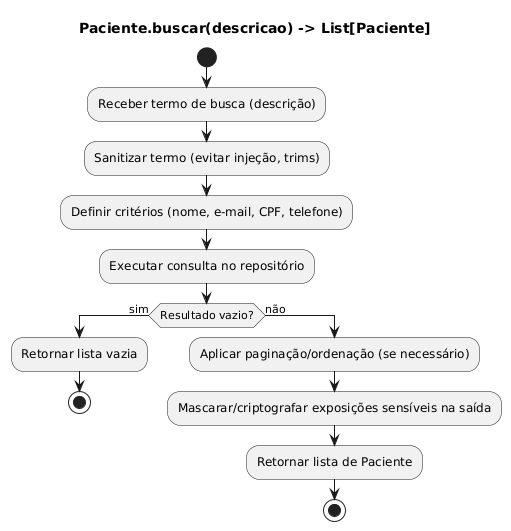 Paciente.buscar(descricao) -> List[Paciente]
Receber termo de busca (descrição)
Sanitizar termo (evitar injeção, trims)
Definir critérios (nome, e-mail, CPF, telefone)
Executar consulta no repositório
sim
Resultado vazio?
não
Retornar lista vazia
Aplicar paginação/ordenação (se necessário)
Mascarar/criptografar exposições sensíveis na saída
Retornar lista de Paciente